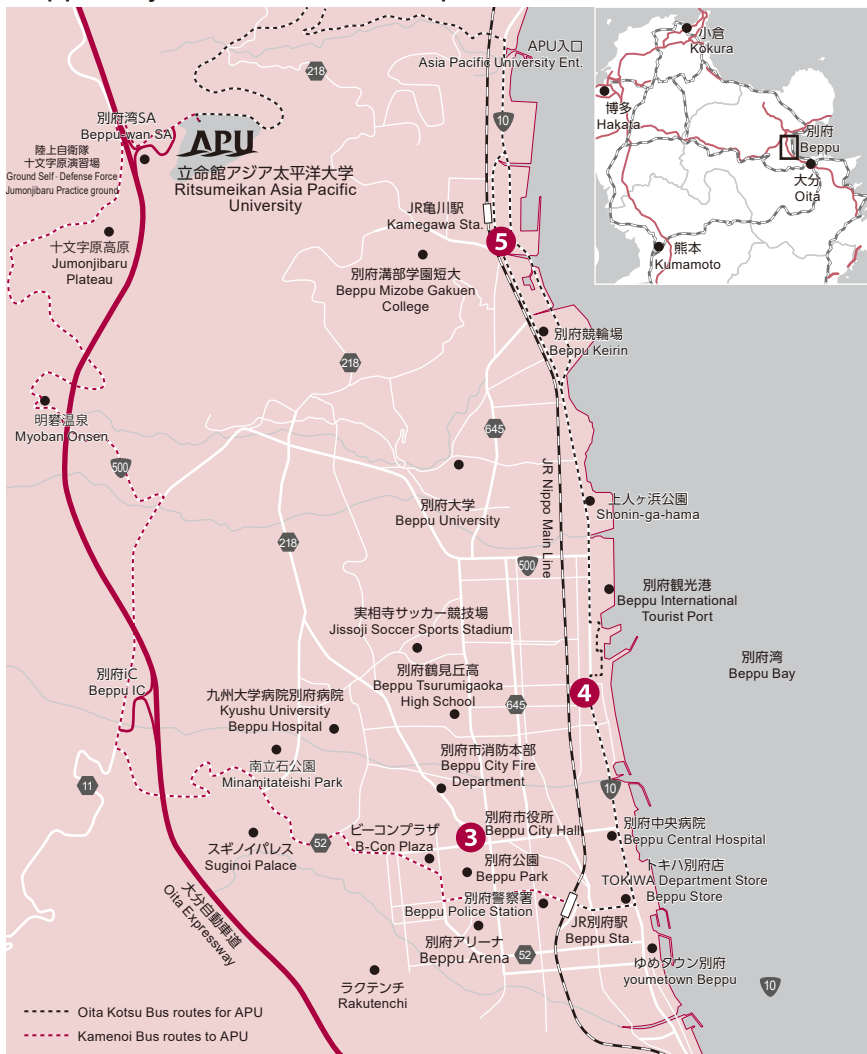 APU入口
Asia Pacific University Ent.
小倉
Kokura
博多
Hakata
別府
Beppu
大分
Oita
熊本
Kumamoto
218
10
別府湾SA
Beppu-wan SA
陸上自衛隊
十文字原演習場
Ground Self - Defense Force
Jumonjibaru Practice ground
APU
立命館アジア太平洋大学
Ritsumeikan Asia Pacific
University
JR亀川駅
Kamegawa Sta.
5
十文字原高原
Jumonjibaru
Plateau
別府溝部学園短大
Beppu Mizobe Gakuen
College
別府競輪場
Beppu Keirin
218
明礬温泉
Myoban Onsen
500
645
別府大学
Beppu University
JR Nippo Main Line
上人ヶ浜公園
Shonin-ga-hama
218
500
別府観光港
Beppu International
Tourist Port
実相寺サッカー競技場
Jissoji Soccer Sports Stadium
別府湾
Beppu Bay
別府iC
Beppu IC
九州大学病院別府病院
Kyushu University
Beppu Hospital
別府鶴見丘高
Beppu Tsurumigaoka
High School
4
645
南立石公園
Minamitateishi Park
別府市消防本部
Beppu City Fire
Department
11
10
スギノイパレス
Suginoi Palace
52
ビーコンプラザ
B-Con Plaza
3
別府市役所
Beppu City Hall
別府中央病院
Beppu Central Hospital
別府公園
Beppu Park
トキハ別府店
TOKIWA Department Store
Beppu Store
大分自動車道
Oita Expressway
別府警察署
Beppu Police Station
JR別府駅
Beppu Sta.
別府アリーナ
Beppu Arena
52
ゆめタウン別府
youmetown Beppu
ラクテンチ
Rakutenchi
10
Oita Kotsu Bus routes for APU
Kamenoi Bus routes to APU